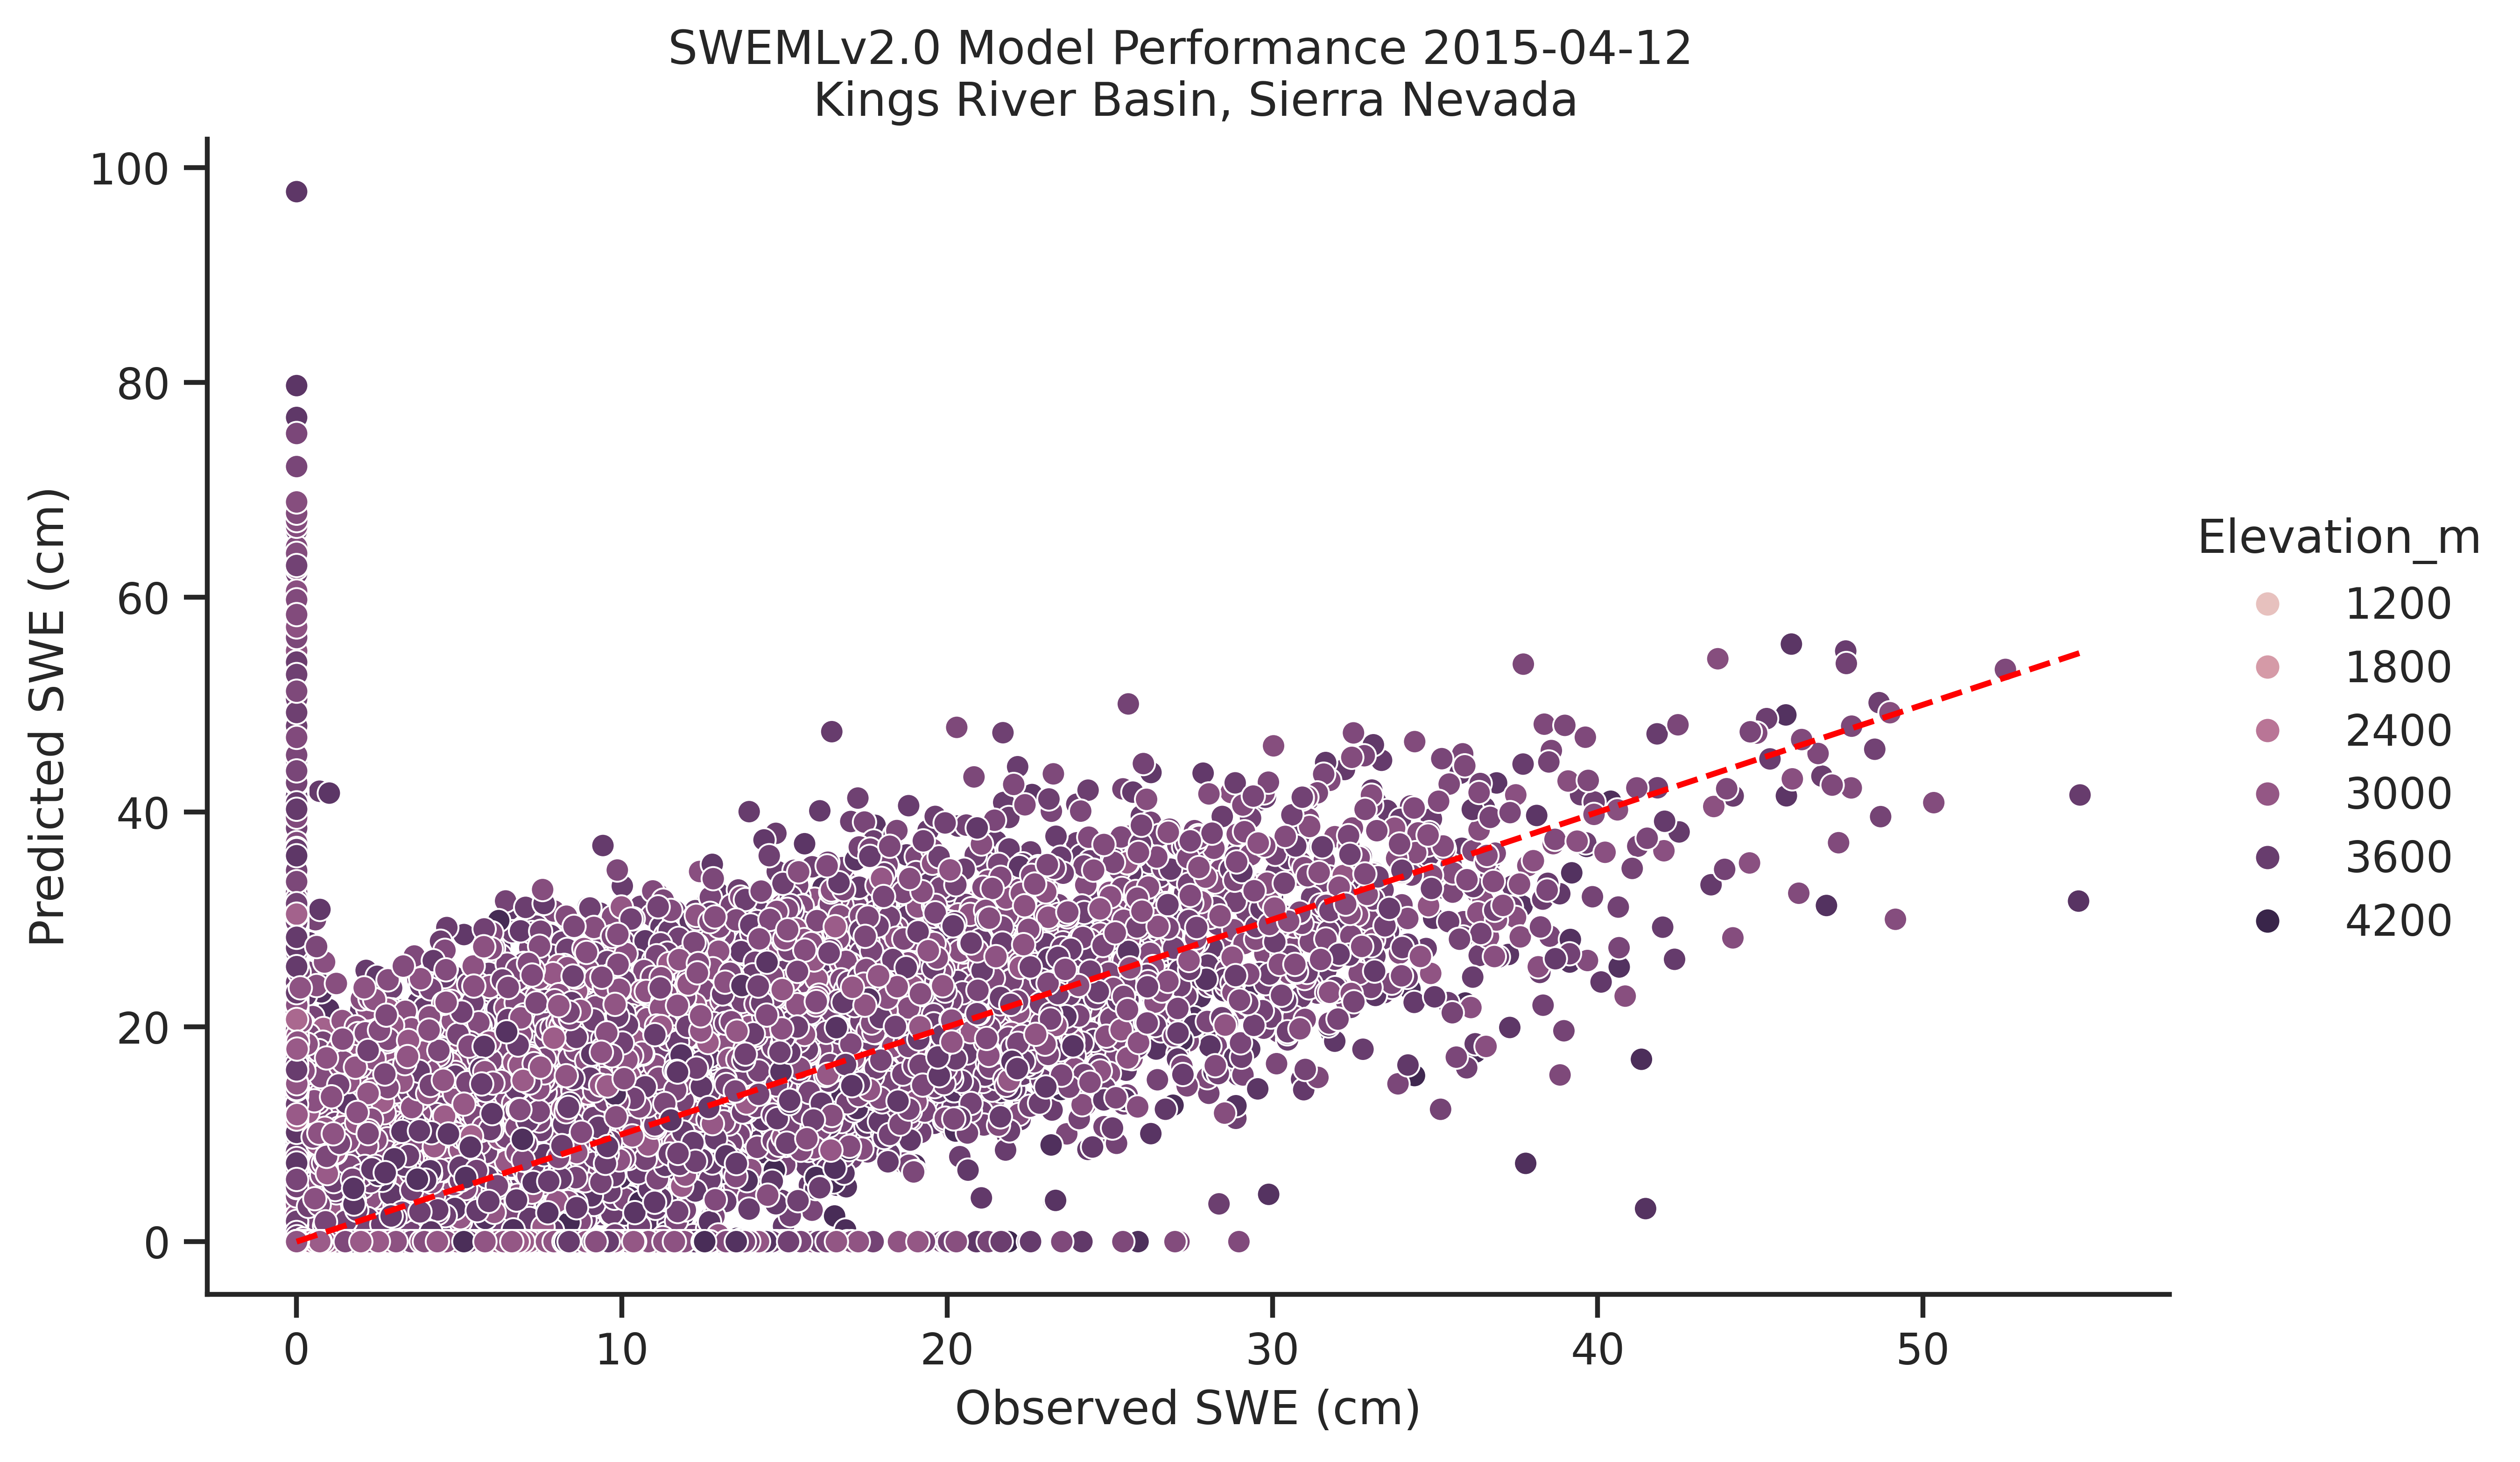 SWEMLv2.0 Model Performance 2015-04-12
Kings River Basin, Sierra Nevada
100
80
60
40
20
0
Predicted SWE (cm)
0 10 20 30 40 50
Observed SWE (cm)
Elevation_m
1200
1800
2400
3000
3600
4200